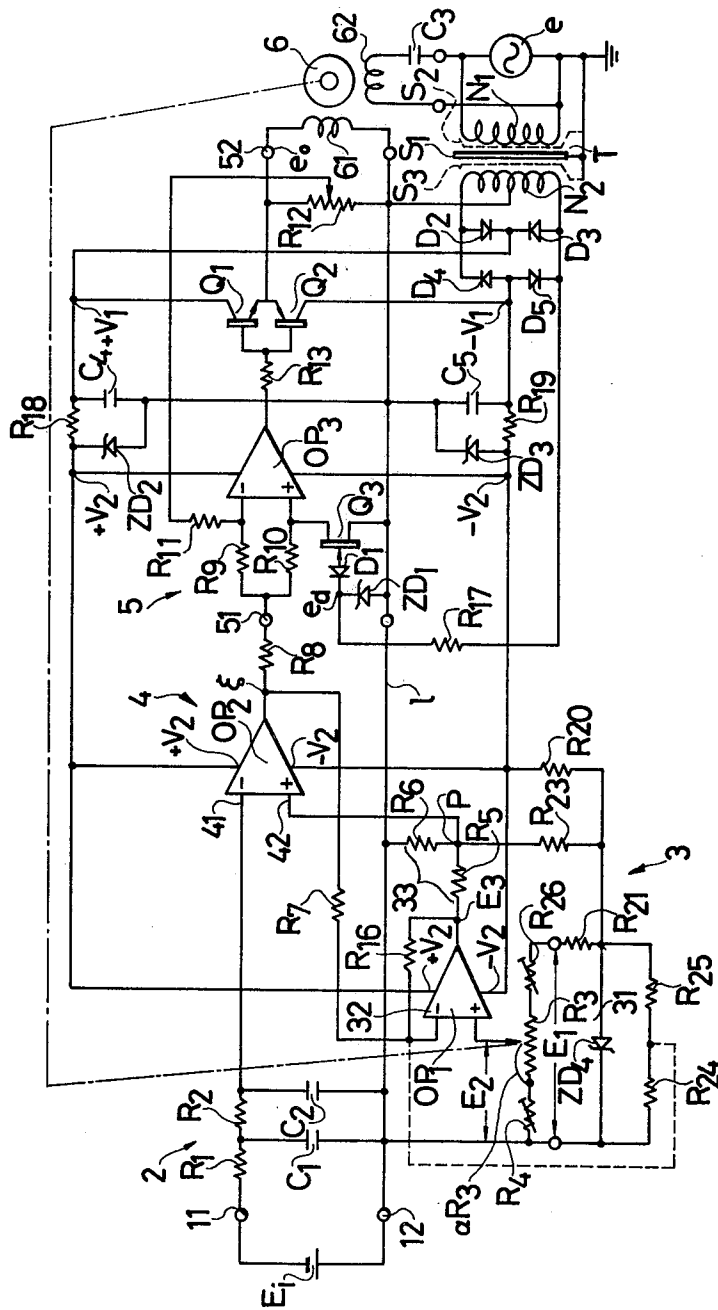 6
62
C3
S2
N1
e
S1
S3
T
N2
52
e0
61
R12
D2
D3
D4
D5
Q1
Q2
+V1
-V1
C4
C5
R13
R18
R19
ZD2
ZD3
+V2
-V2
OP3
5
R11
R9
R10
Q3
D1
ed
ZD1
51
R8
R17
ξ
4
OP2
+V2
-V2
l
41
42
R7
R6
P
R5
33
E3
R20
R23
3
R16
+V2
-V2
32
OP1
R26
R21
R3
31
E1
ZD4
R25
R24
E2
αR3
R4
2
R2
R1
C2
C1
11
12
Ei